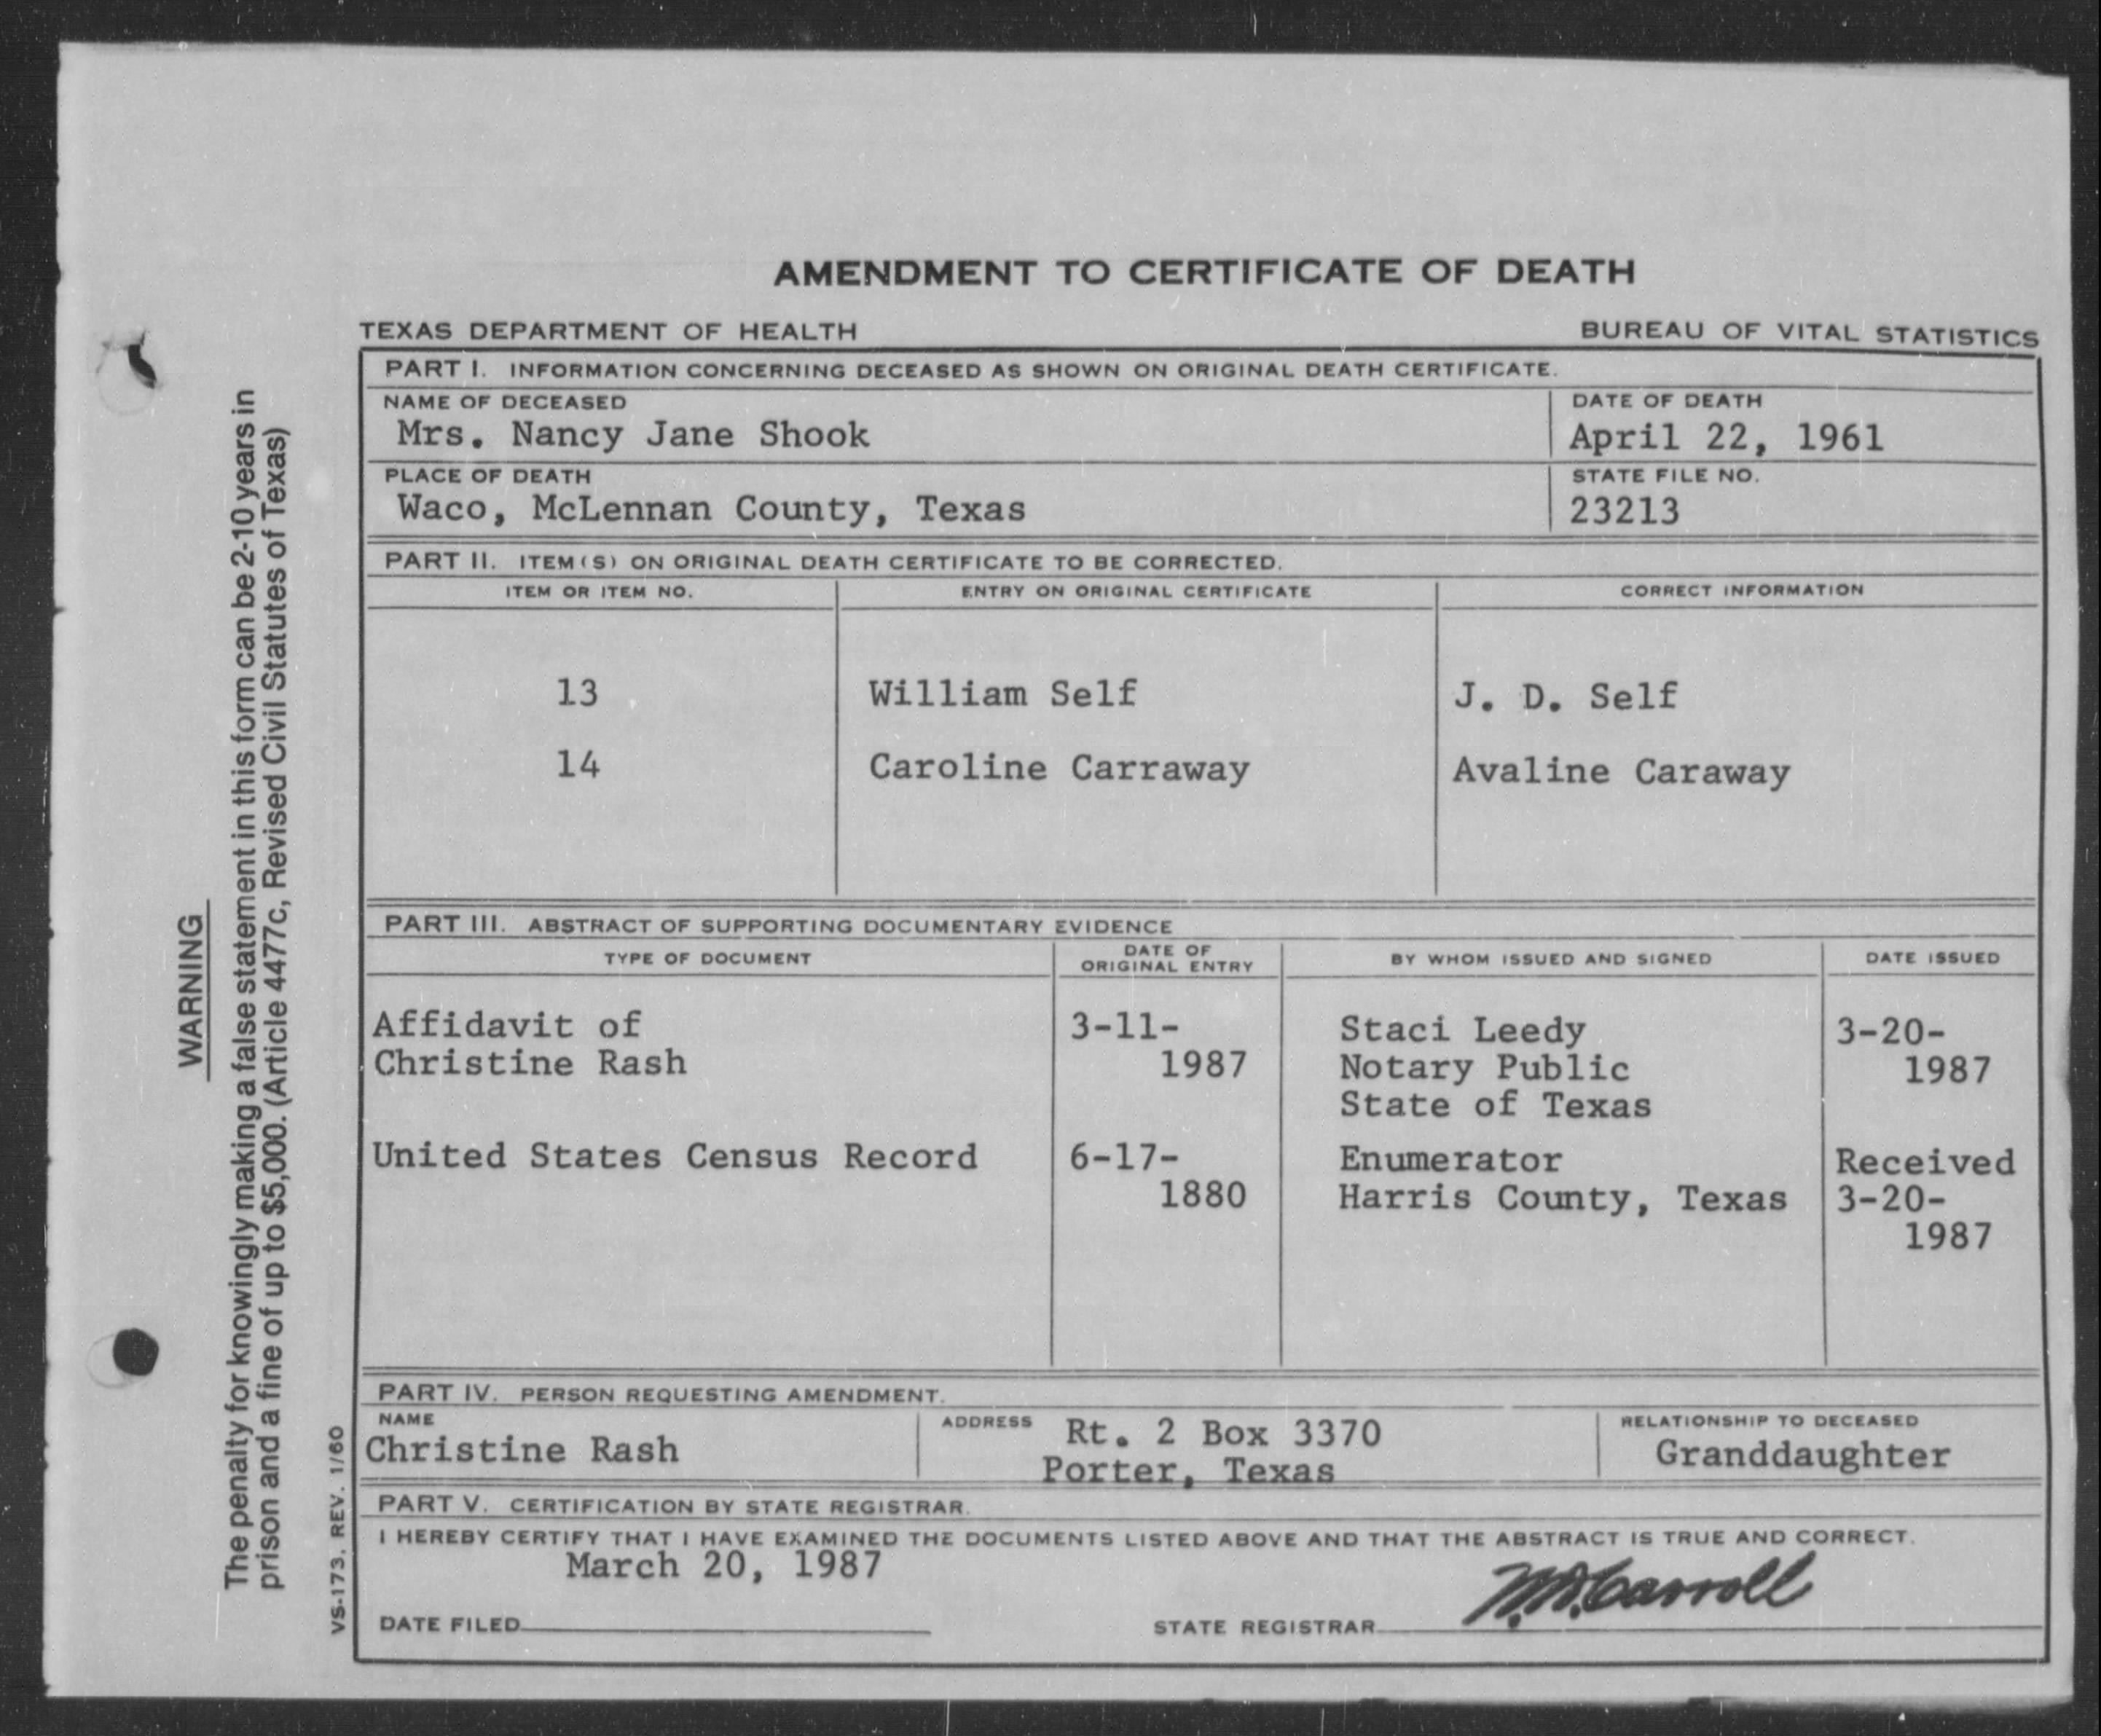 AMENDMENT TO CERTIFICATE OF DEATH
TEXAS DEPARTMENT OF HEALTH BUREAU OF VITAL STATISTICS
PART I. INFORMATION CONCERNING DECEASED AS SHOWN ON ORIGINAL DEATH CERTIFICATE.
NAME OF DECEASED DATE OF DEATH
Mrs. Nancy Jane Shook April 22, 1961
PLACE OF DEATH STATE FILE NO.
Waco, McLennan County, Texas 23213
PART II. ITEM(S) ON ORIGINAL DEATH CERTIFICATE TO BE CORRECTED.
ITEM OR ITEM NO. ENTRY ON ORIGINAL CERTIFICATE CORRECT INFORMATION
13 William Self J. D. Self
14 Caroline Carraway Avaline Caraway
PART III. ABSTRACT OF SUPPORTING DOCUMENTARY EVIDENCE
TYPE OF DOCUMENT DATE OF ORIGINAL ENTRY BY WHOM ISSUED AND SIGNED DATE ISSUED
Affidavit of 3-11- Staci Leedy 3-20-
Christine Rash 1987 Notary Public 1987
State of Texas
United States Census Record 6-17- Enumerator Received
1880 Harris County, Texas 3-20-
1987
PART IV. PERSON REQUESTING AMENDMENT.
NAME ADDRESS Rt. 2 Box 3370 RELATIONSHIP TO DECEASED
Christine Rash Porter, Texas Granddaughter
PART V. CERTIFICATION BY STATE REGISTRAR.
I HEREBY CERTIFY THAT I HAVE EXAMINED THE DOCUMENTS LISTED ABOVE AND THAT THE ABSTRACT IS TRUE AND CORRECT.
March 20, 1987
DATE FILED STATE REGISTRAR W.D. Carroll
WARNING
The penalty for knowingly making a false statement in this form can be 2-10 years in
prison and a fine of up to $5,000. (Article 4477c, Revised Civil Statutes of Texas)
VS-173, REV. 1/60